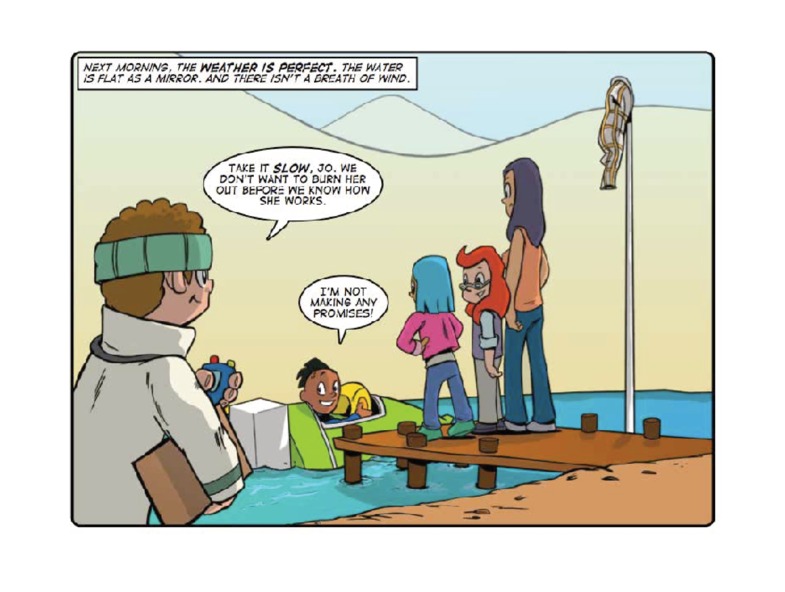 NEXT MORNING, THE WEATHER IS PERFECT. THE WATER
IS FLAT AS A MIRROR. AND THERE ISN'T A BREATH OF WIND.
TAKE IT SLOW, JO. WE
DON'T WANT TO BURN HER
OUT BEFORE WE KNOW HOW
SHE WORKS.
I'M NOT
MAKING ANY
PROMISES!